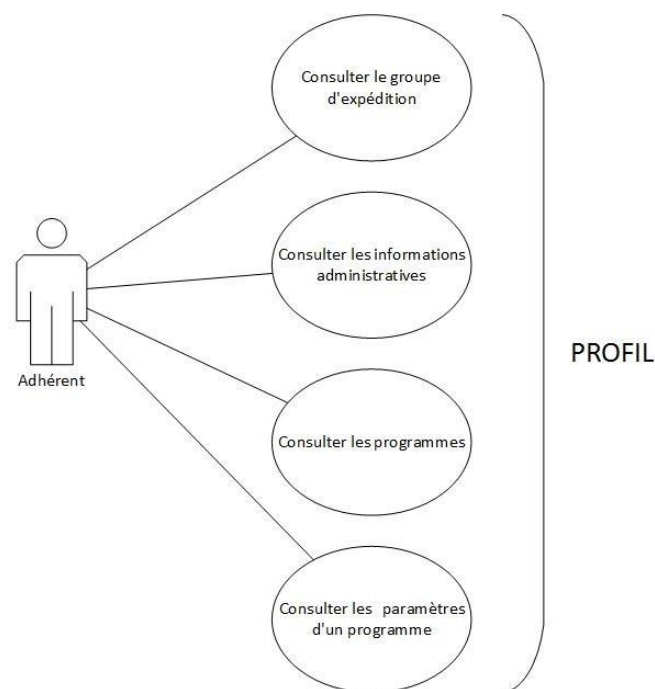 Consulter le groupe
d'expédition
Consulter les informations
administratives
Adhérent
PROFIL
Consulter les programmes
Consulter les paramètres
d'un programme